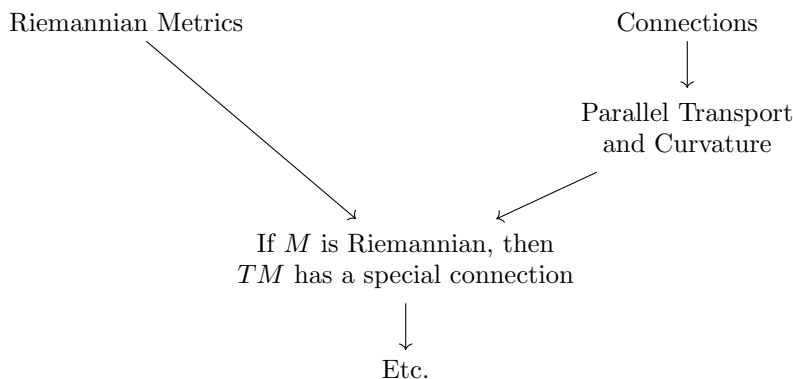 Riemannian Metrics
Connections
Parallel Transport
and Curvature
If M is Riemannian, then
TM has a special connection
Etc.